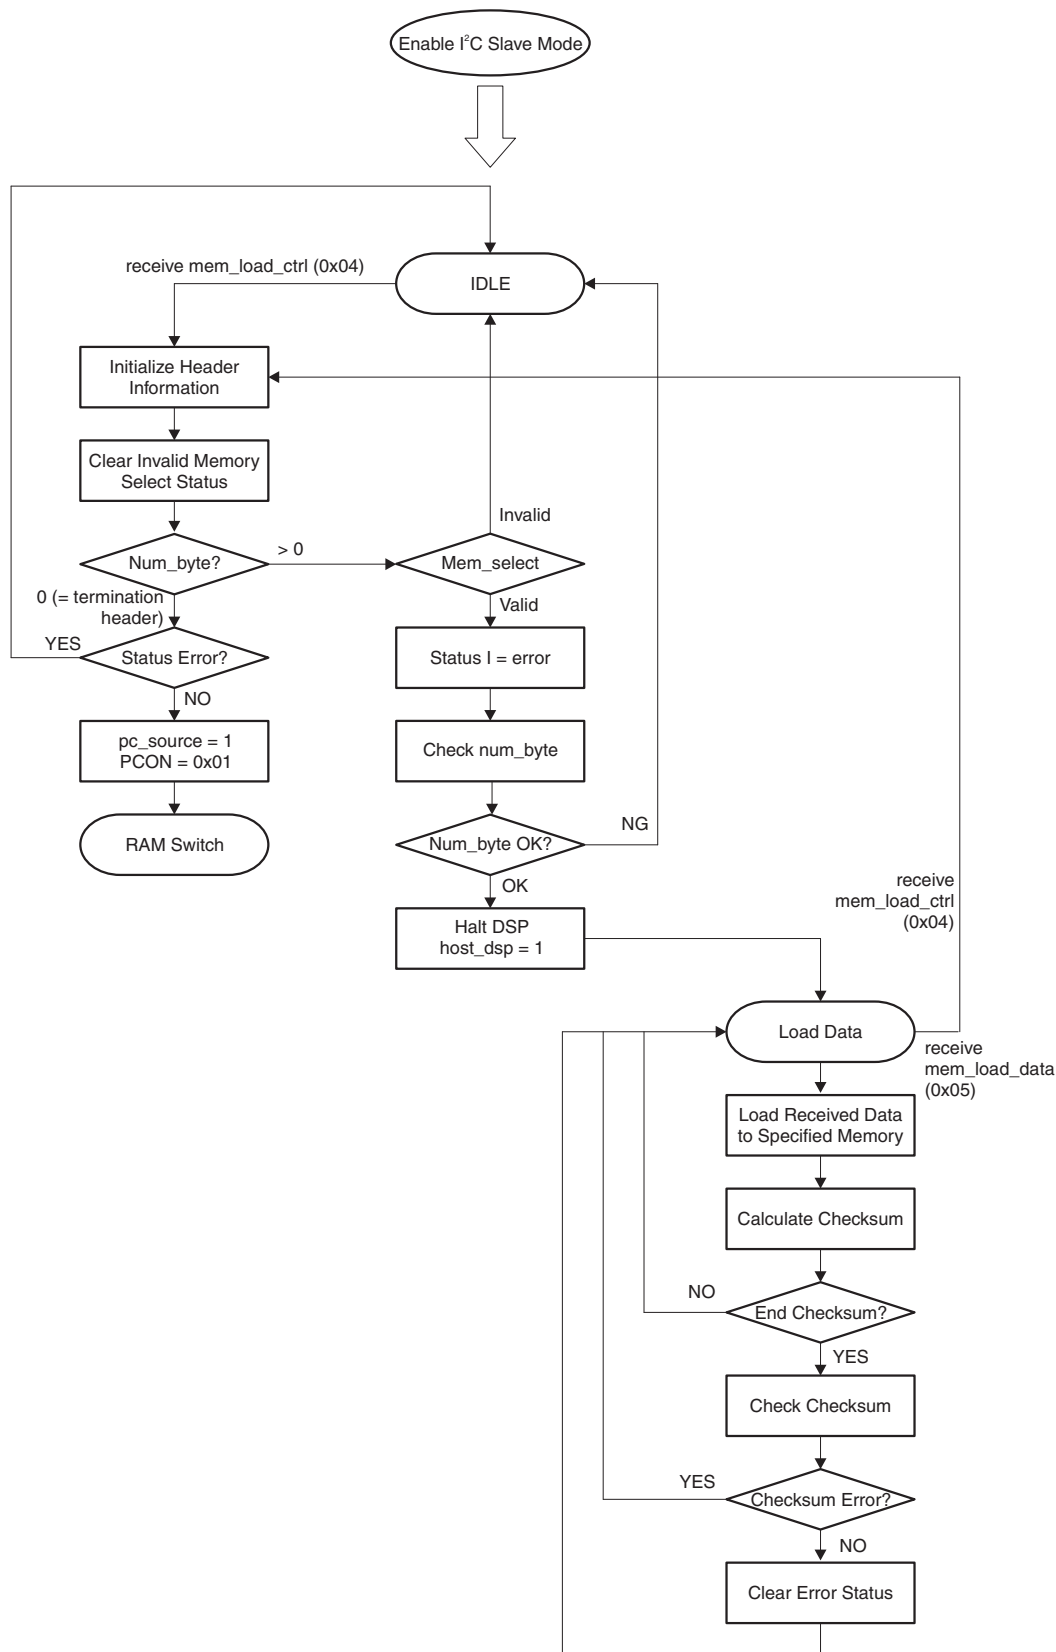 Enable I²C Slave Mode
receive mem_load_ctrl (0x04)
IDLE
Initialize Header
Information
Clear Invalid Memory
Select Status
Invalid
Num_byte?
> 0
Mem_select
0 (= termination
header)
Valid
YES
Status Error?
Status I = error
NO
pc_source = 1
PCON = 0x01
Check num_byte
RAM Switch
Num_byte OK?
NG
OK
receive
mem_load_ctrl
(0x04)
Halt DSP
host_dsp = 1
Load Data
receive
mem_load_data
(0x05)
Load Received Data
to Specified Memory
Calculate Checksum
NO
End Checksum?
YES
Check Checksum
YES
Checksum Error?
NO
Clear Error Status